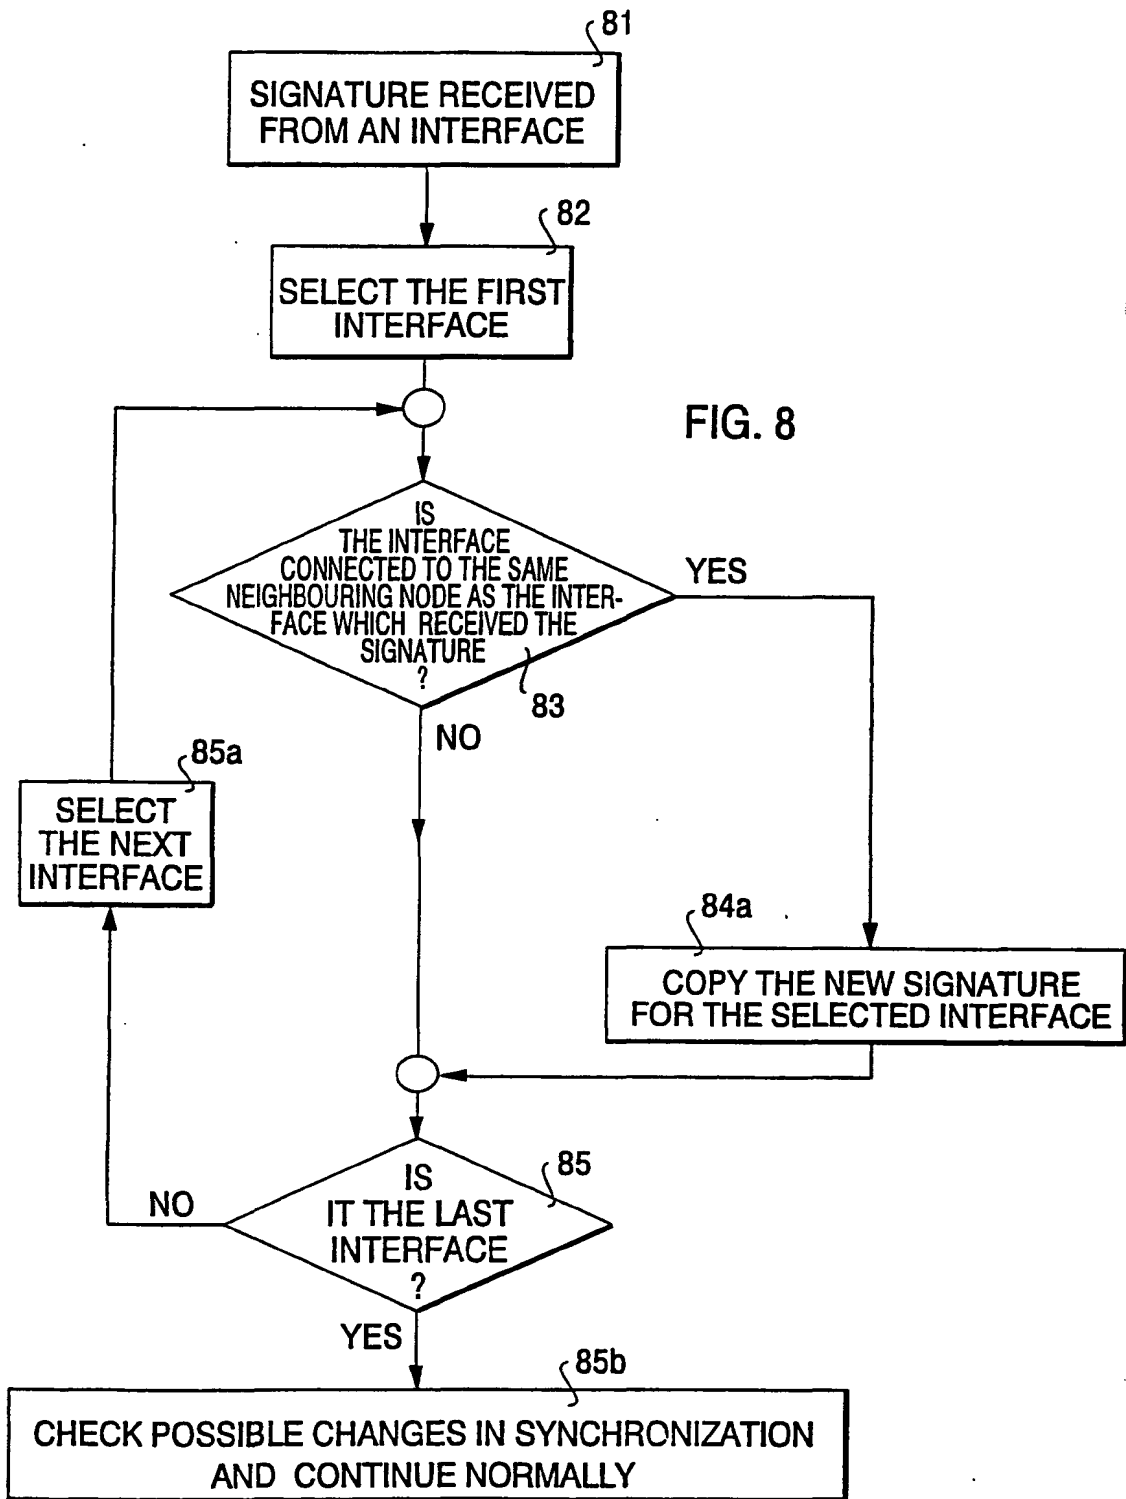 81
SIGNATURE RECEIVED
FROM AN INTERFACE
82
SELECT THE FIRST
INTERFACE
FIG. 8
IS
THE INTERFACE
CONNECTED TO THE SAME
NEIGHBOURING NODE AS THE INTER-
FACE WHICH RECEIVED THE
SIGNATURE
?
YES
83
NO
85a
SELECT
THE NEXT
INTERFACE
84a
COPY THE NEW SIGNATURE
FOR THE SELECTED INTERFACE
85
IS
IT THE LAST
INTERFACE
?
NO
YES
85b
CHECK POSSIBLE CHANGES IN SYNCHRONIZATION
AND CONTINUE NORMALLY